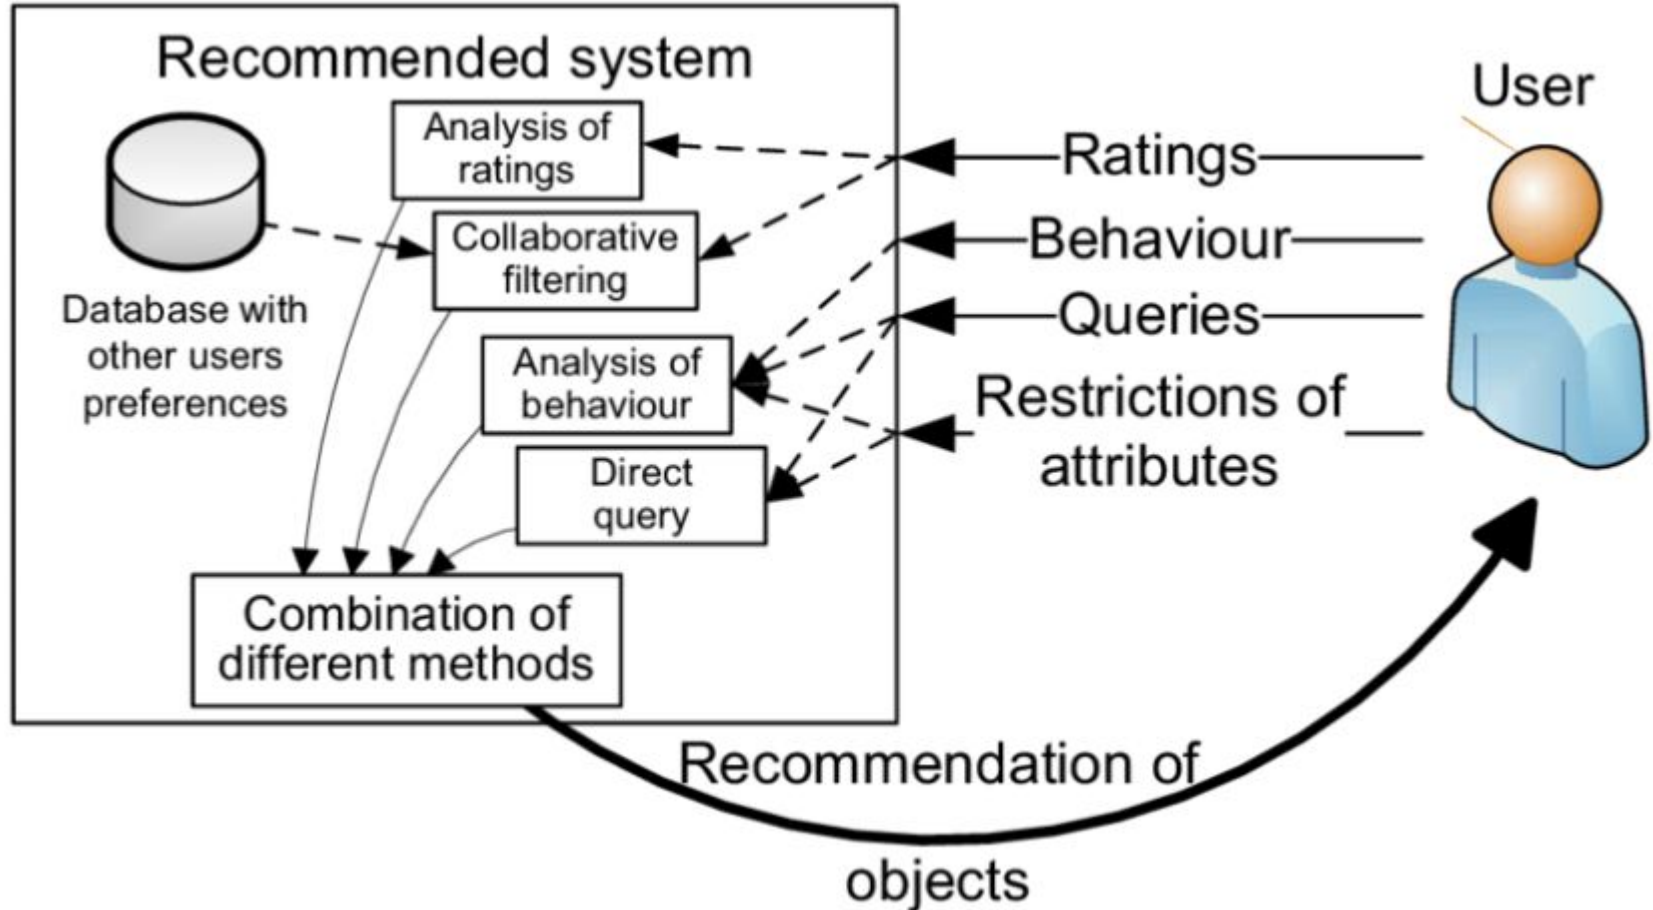 Recommended system
User
Analysis of
ratings
Ratings
Collaborative
filtering
Behaviour
Database with
other users
preferences
Queries
Analysis of
behaviour
Restrictions of
attributes
Direct
query
Combination of
different methods
Recommendation of
objects